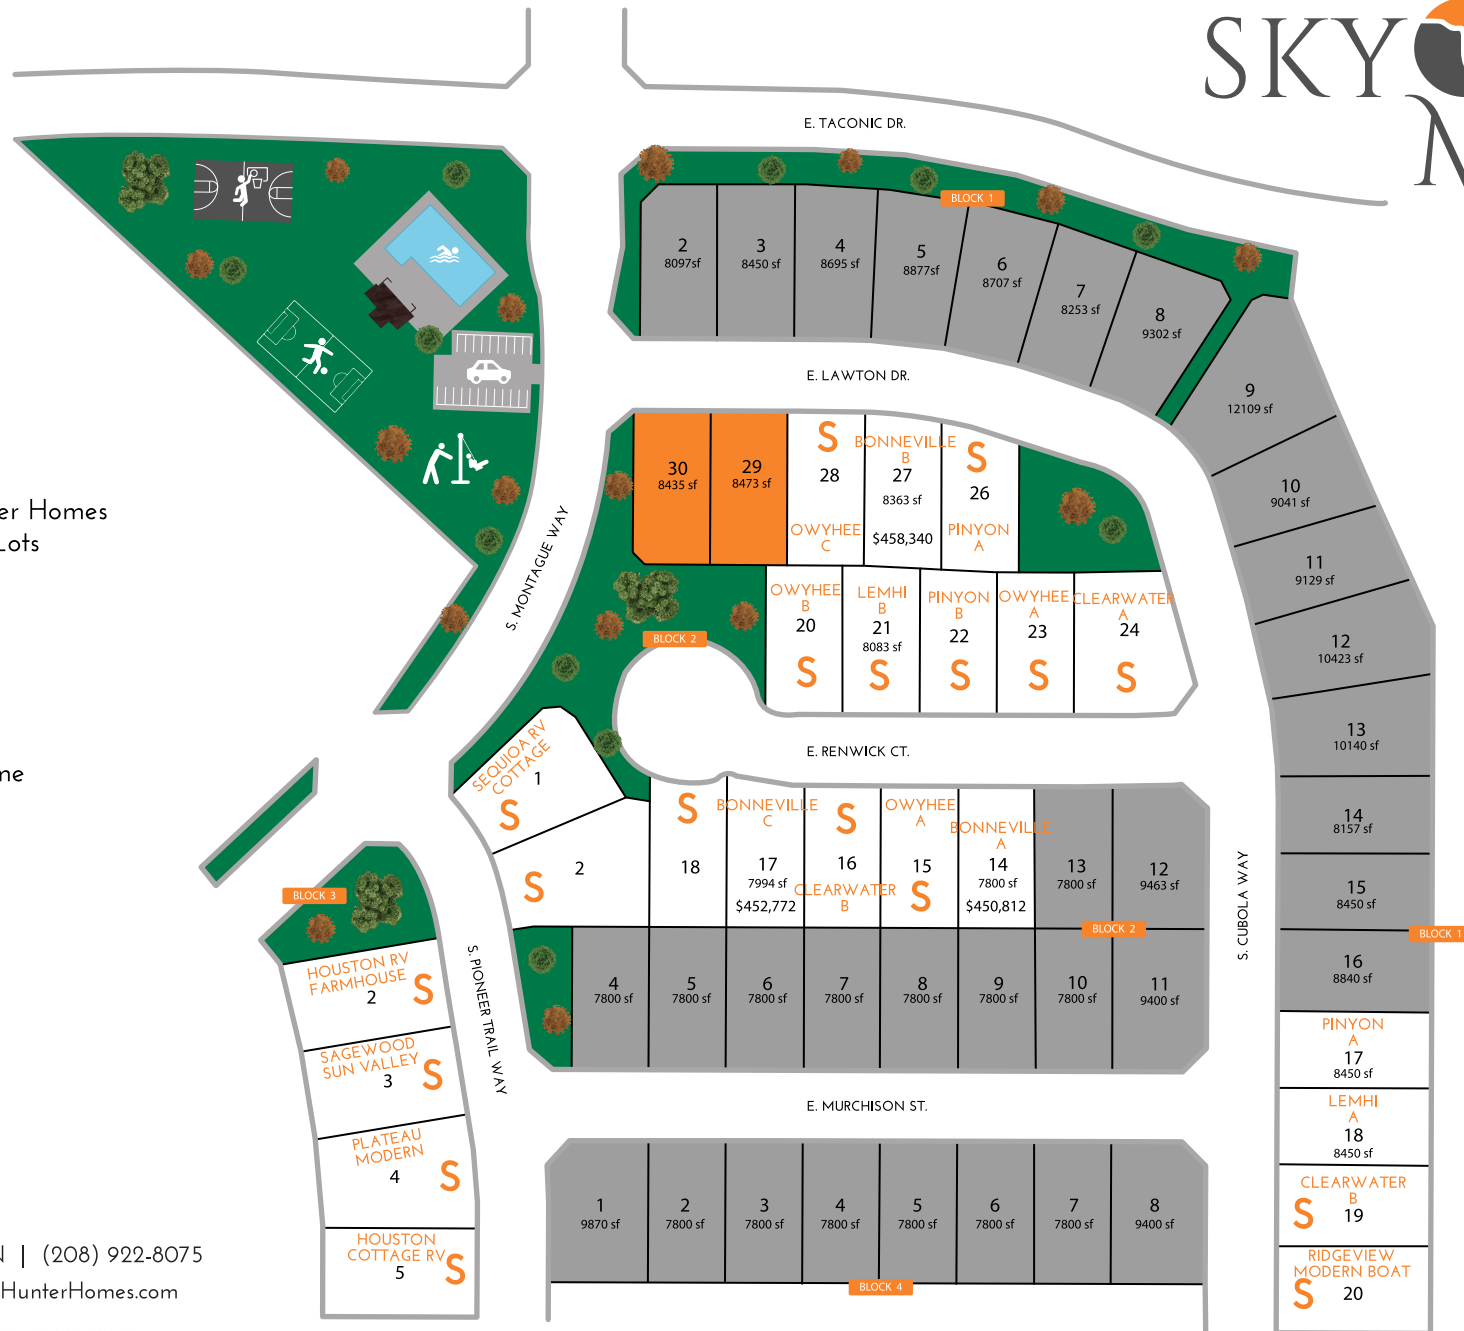 SKY
E. TACONIC DR.
BLOCK 1
2
8097sf
3
8450 sf
4
8695 sf
5
8877sf
6
8707 sf
7
8253 sf
8
9302 sf
9
12109 sf
10
9041 sf
11
9129 sf
12
10423 sf
13
10140 sf
14
8157 sf
15
8450 sf
BLOCK 1
16
8840 sf
PINYON
A
17
8450 sf
LEMHI
A
18
8450 sf
CLEARWATER
B
S
19
RIDGEVIEW
MODERN BOAT
S
20
E. LAWTON DR.
30
8435 sf
29
8473 sf
S
28
OWYHEE
C
BONNEVILLE
B
27
8363 sf
$458,340
S
26
PINYON
A
er Homes
Lots
S. MONTAGUE WAY
BLOCK 2
OWYHEE
B
20
S
LEMHI
B
21
8083 sf
S
PINYON
B
22
S
OWYHEE
A
23
S
CLEARWATER
A
24
S
E. RENWICK CT.
SEQUIOA RV
COTTAGE
1
S
2
S
S
18
BONNEVILLE
C
17
7994 sf
$452,772
S
16
CLEARWATER
B
OWYHEE
A
15
S
BONNEVILLE
A
14
7800 sf
$450,812
13
7800 sf
12
9463 sf
BLOCK 2
S. CUBOLA WAY
4
7800 sf
5
7800 sf
6
7800 sf
7
7800 sf
8
7800 sf
9
7800 sf
10
7800 sf
11
9400 sf
me
BLOCK 3
S. PIONEER TRAIL WAY
HOUSTON RV
FARMHOUSE
2
S
SAGEWOOD
SUN VALLEY
3
S
PLATEAU
MODERN
4
S
HOUSTON
COTTAGE RV
5
S
E. MURCHISON ST.
1
9870 sf
2
7800 sf
3
7800 sf
4
7800 sf
5
7800 sf
6
7800 sf
7
7800 sf
8
9400 sf
BLOCK 4
N | (208) 922-8075
HunterHomes.com